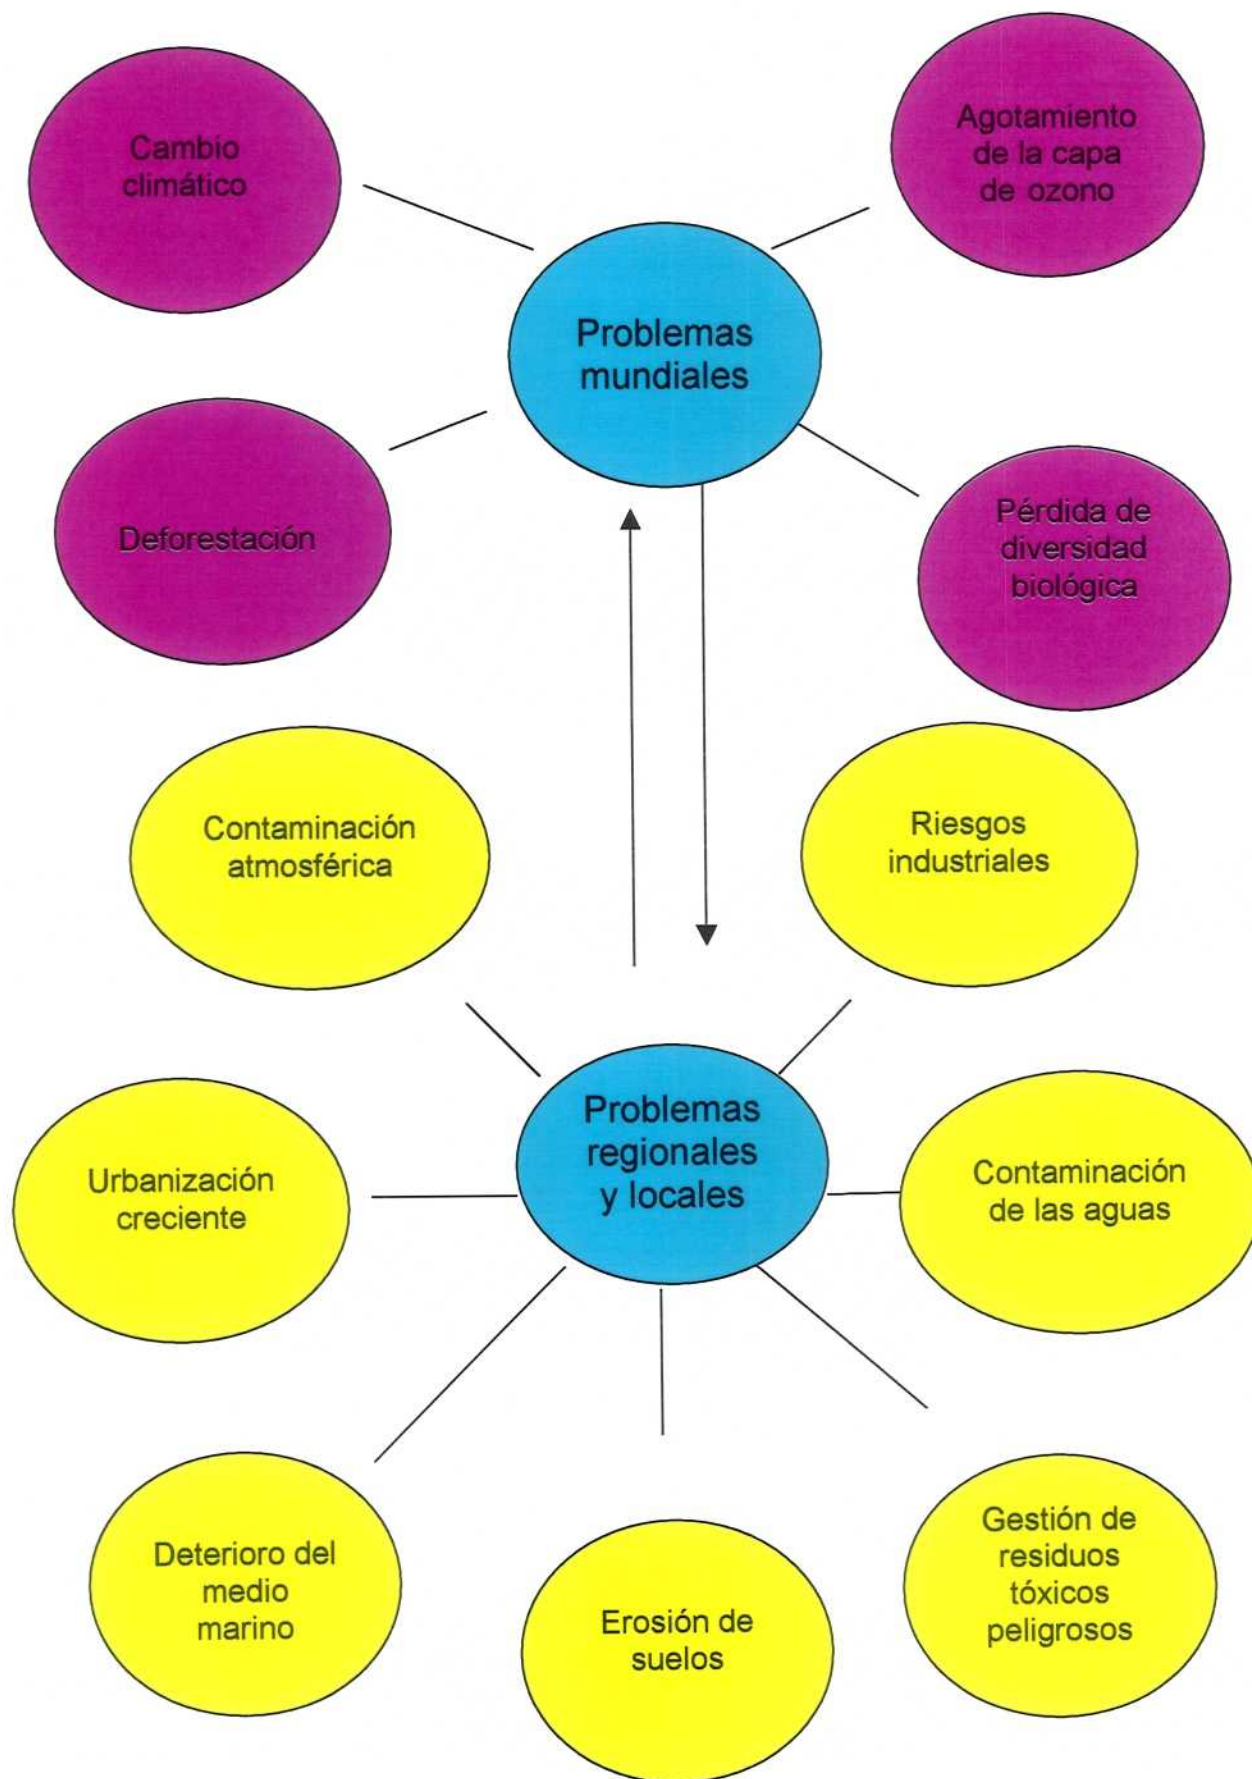 Cambio
climático
Agotamiento
de la capa
de ozono
Problemas
mundiales
Deforestación
Pérdida de
diversidad
biológica
Contaminación
atmosférica
Riesgos
industriales
Problemas
regionales
y locales
Urbanización
creciente
Contaminación
de las aguas
Deterioro del
medio
marino
Erosión de
suelos
Gestión de
residuos
tóxicos
peligrosos